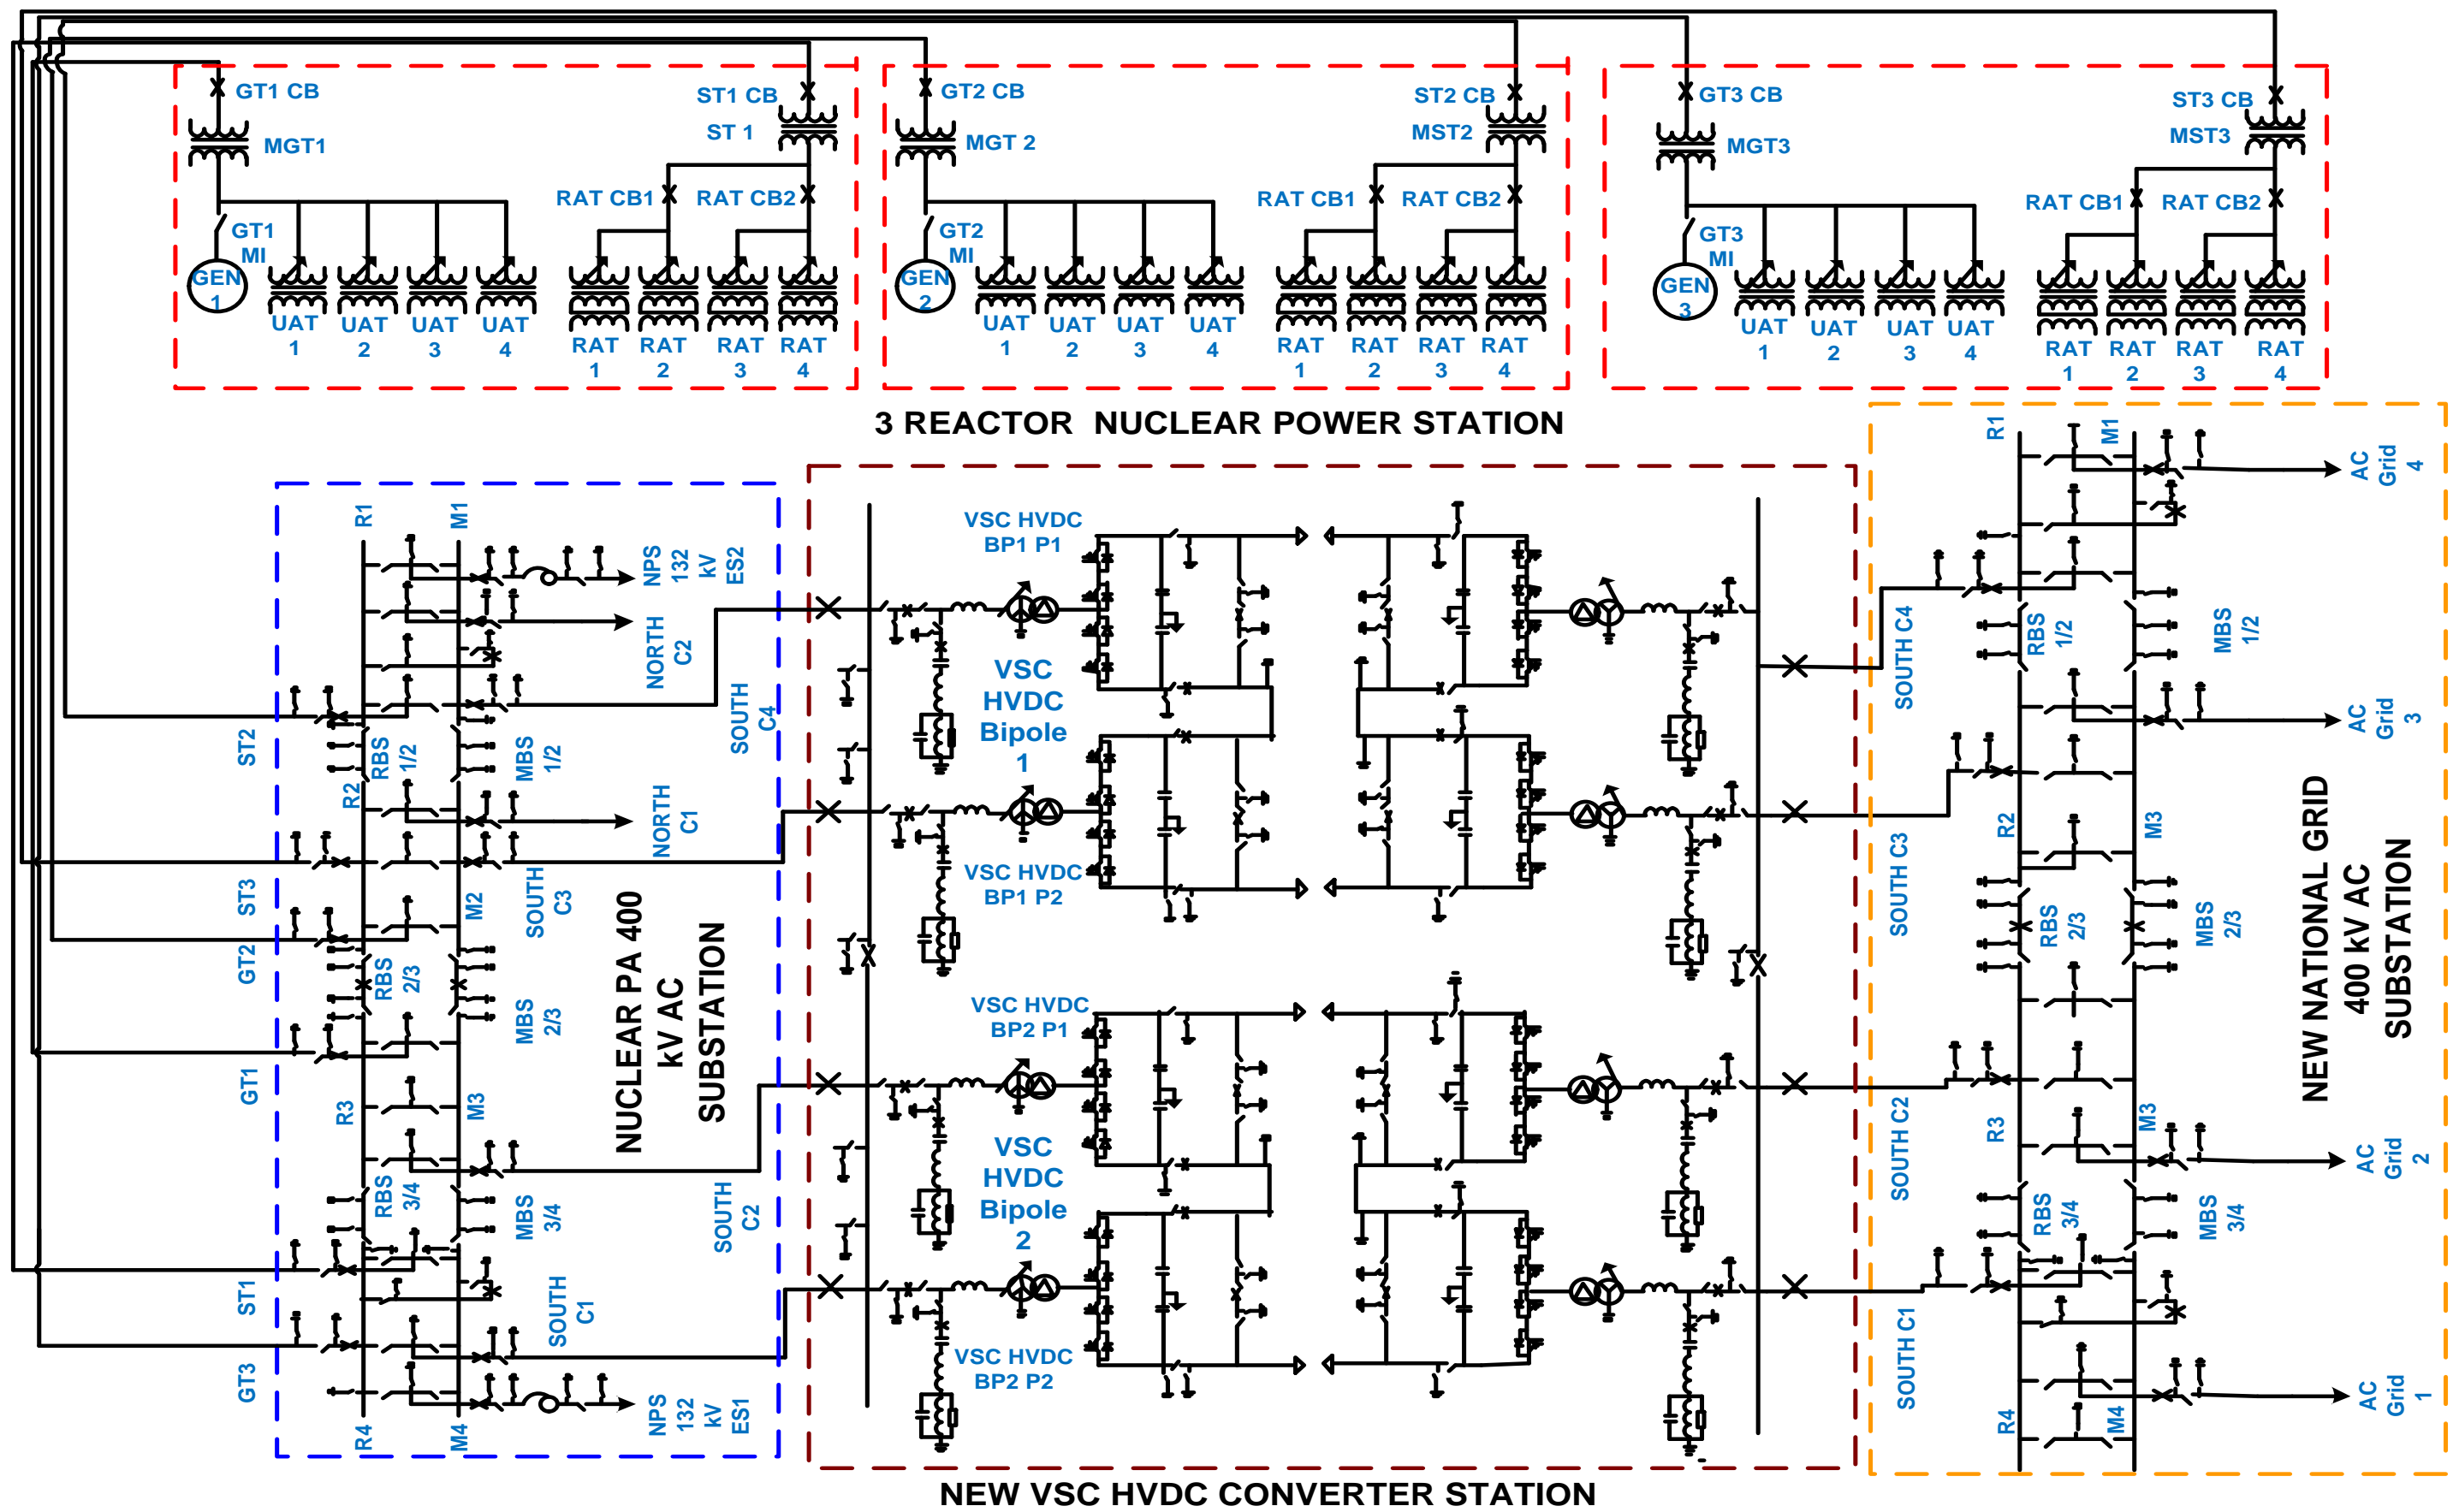 GT1 CB
MGT1
GT1
MI
GEN
1
UAT
1
UAT
2
UAT
3
UAT
4
ST1 CB
ST 1
RAT CB1
RAT CB2
RAT
1
RAT
2
RAT
3
RAT
4
GT2 CB
MGT 2
GT2
MI
GEN
2
UAT
1
UAT
2
UAT
3
UAT
4
ST2 CB
MST2
RAT CB1
RAT CB2
RAT
1
RAT
2
RAT
3
RAT
4
GT3 CB
MGT3
GT3
MI
GEN
3
UAT
1
UAT
2
UAT
3
UAT
4
ST3 CB
MST3
RAT CB1
RAT CB2
RAT
1
RAT
2
RAT
3
RAT
4
3 REACTOR  NUCLEAR POWER STATION
R1
M1
NPS
132
kV
ES2
NORTH
C2
SOUTH
C4
ST2
RBS
1/2
MBS
1/2
R2
NORTH
C1
ST3
M2
SOUTH
C3
GT2
RBS
2/3
MBS
2/3
GT1
R3
M3
RBS
3/4
MBS
3/4
SOUTH
C2
ST1
SOUTH
C1
GT3
R4
M4
NPS
132
kV
ES1
NUCLEAR PA 400
kV AC
SUBSTATION
VSC HVDC
BP1 P1
VSC
HVDC
Bipole
1
VSC HVDC
BP1 P2
VSC HVDC
BP2 P1
VSC
HVDC
Bipole
2
VSC HVDC
BP2 P2
NEW VSC HVDC CONVERTER STATION
R1
M1
AC
Grid
4
SOUTH C4
RBS
1/2
MBS
1/2
AC
Grid
3
SOUTH C3
R2
M3
RBS
2/3
MBS
2/3
SOUTH C2
R3
M3
AC
Grid
2
RBS
3/4
MBS
3/4
SOUTH C1
R4
M4
AC
Grid
1
NEW NATIONAL GRID
400 kV AC
SUBSTATION